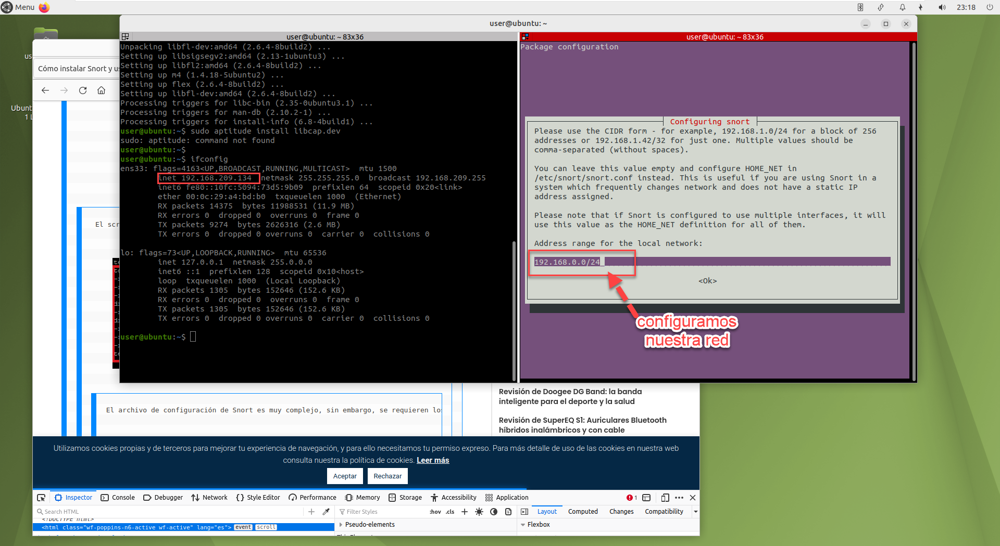 Menu
23:18
us
Ubunt
1 L
user@ubuntu: ~
user@ubuntu: ~ 83x36
Unpacking libfl-dev:amd64 (2.6.4-8build2) ...
Setting up libsigsegv2:amd64 (2.13-1ubuntu3) ...
Setting up libfl2:amd64 (2.6.4-8build2) ...
Setting up m4 (1.4.18-5ubuntu2) ...
Setting up flex (2.6.4-8build2) ...
Setting up libfl-dev:amd64 (2.6.4-8build2) ...
Processing triggers for libc-bin (2.35-0ubuntu3.1) ...
Processing triggers for man-db (2.10.2-1) ...
Processing triggers for install-info (6.8-4build1) ...
user@ubuntu:~$ sudo aptitude install libcap.dev
sudo: aptitude: command not found
user@ubuntu:~$
user@ubuntu:~$ ifconfig
ens33: flags=4163<UP,BROADCAST,RUNNING,MULTICAST>  mtu 1500
inet 192.168.209.134  netmask 255.255.255.0  broadcast 192.168.209.255
inet6 fe80::10fc:5094:73d5:9b09  prefixlen 64  scopeid 0x20<link>
ether 00:0c:29:a4:bd:b0  txqueuelen 1000  (Ethernet)
RX packets 14375  bytes 11988531 (11.9 MB)
RX errors 0  dropped 0  overruns 0  frame 0
TX packets 9274  bytes 2626316 (2.6 MB)
TX errors 0  dropped 0 overruns 0  carrier 0  collisions 0
lo: flags=73<UP,LOOPBACK,RUNNING>  mtu 65536
inet 127.0.0.1  netmask 255.0.0.0
inet6 ::1  prefixlen 128  scopeid 0x10<host>
loop  txqueuelen 1000  (Local Loopback)
RX packets 1305  bytes 152646 (152.6 KB)
RX errors 0  dropped 0  overruns 0  frame 0
TX packets 1305  bytes 152646 (152.6 KB)
TX errors 0  dropped 0 overruns 0  carrier 0  collisions 0
user@ubuntu:~$
user@ubuntu: ~ 83x36
Package configuration
Configuring snort
Please use the CIDR form - for example, 192.168.1.0/24 for a block of 256
addresses or 192.168.1.42/32 for just one. Multiple values should be
comma-separated (without spaces).
You can leave this value empty and configure HOME_NET in
/etc/snort/snort.conf instead. This is useful if you are using Snort in a
system which frequently changes network and does not have a static IP
address assigned.
Please note that if Snort is configured to use multiple interfaces, it will
use this value as the HOME_NET definition for all of them.
Address range for the local network:
192.168.0.0/24
<Ok>
configuramos
nuestra red
Cómo instalar Snort y us
El scr
El archivo de configuración de Snort es muy complejo, sin embargo, se requieren lo
Revisión de Doogee DG Band: la banda
inteligente para el deporte y la salud
Revisión de SuperEQ S1: Auriculares Bluetooth
híbridos inalámbricos y con cable
Utilizamos cookies propias y de terceros para mejorar tu experiencia de navegación, y para ello necesitamos tu permiso expreso. Para más detalle de uso de las cookies en nuestra web
consulta nuestra la política de cookies. Leer más
Aceptar Rechazar
Inspector Console Debugger Network Style Editor Performance Memory Storage Accessibility Application 1
Search HTML
Filter Styles :hov .cls
Layout Computed Changes Compatibility
<!DOCTYPE html>
<html class="wf-poppins-n6-active wf-active" lang="es"> event scroll
Pseudo-elements
Flexbox